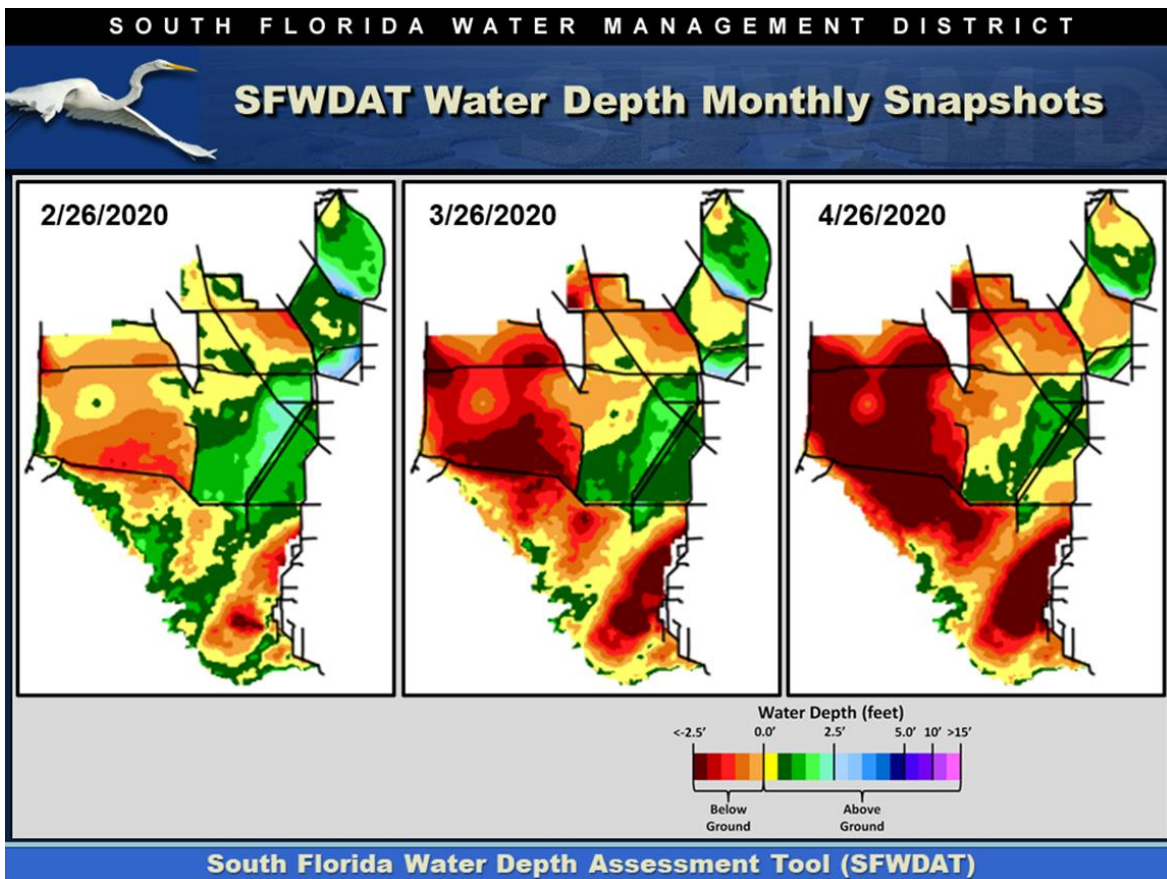 SOUTH FLORIDA WATER MANAGEMENT DISTRICT
SFWMD
SFWDAT Water Depth Monthly Snapshots
2/26/2020
3/26/2020
4/26/2020
Water Depth (feet)
<-2.5' 0.0' 2.5' 5.0' 10' >15'
Below Above
Ground Ground
South Florida Water Depth Assessment Tool (SFWDAT)